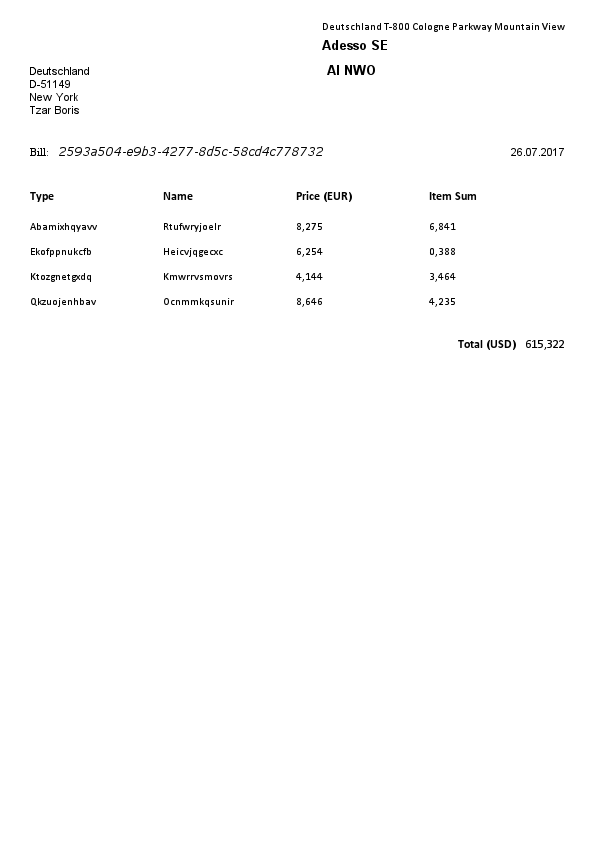 Deutschland T-800 Cologne Parkway Mountain View
Adesso SE
AI NWO
Deutschland
D-51149
New York
Tzar Boris
Bill: 2593a504-e9b3-4277-8d5c-58cd4c778732 26.07.2017
Type Name Price (EUR) Item Sum
Abamixhqyavv Rtufwryjoelr 8,275 6,841
Ekofppnukcfb Heicvjqgecxc 6,254 0,388
Ktozgnetgxdq Kmwrrvsmovrs 4,144 3,464
Qkzuojenhbav Ocnmmkqsunir 8,646 4,235
Total (USD) 615,322